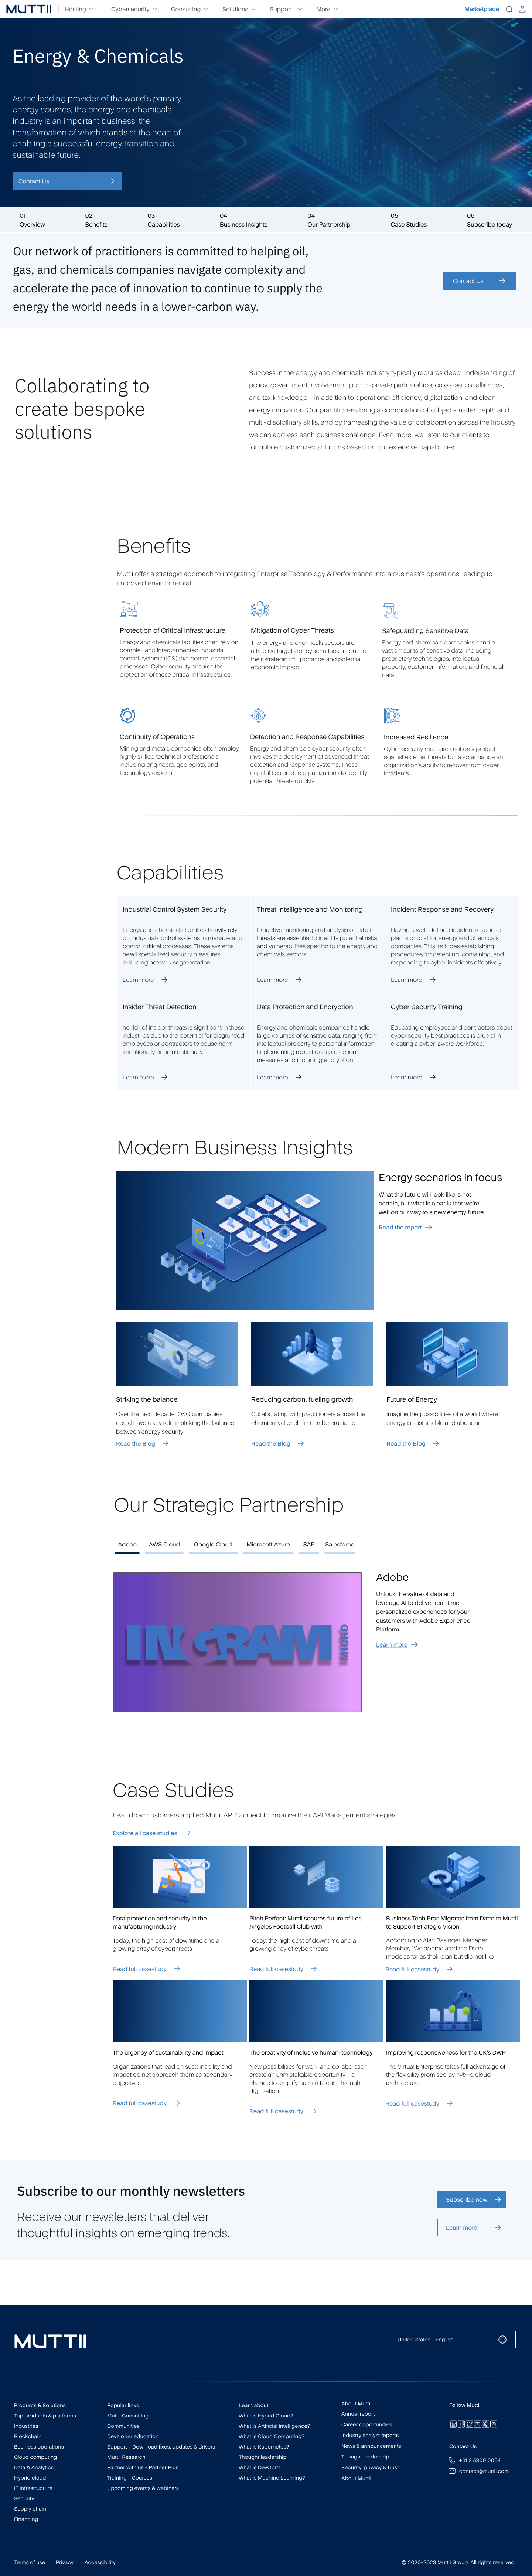 MUTTII Hosting Cybersecurity Consulting Solutions Support More Marketplace
Energy & Chemicals
As the leading provider of the world's primary
energy sources, the energy and chemicals
industry is an important business, the
transformation of which stands at the heart of
enabling a successful energy transition and
sustainable future.
Contact Us
01 02 03 04 04 05 06
Overview Benefits Capabilities Business Insights Our Partnership Case Studies Subscribe today
Our network of practitioners is committed to helping oil,
gas, and chemicals companies navigate complexity and
accelerate the pace of innovation to continue to supply the
energy the world needs in a lower-carbon way.
Contact Us
Collaborating to
create bespoke
solutions
Success in the energy and chemicals industry typically requires deep understanding of
policy, government involvement, public-private partnerships, cross-sector alliances,
and tax knowledge—in addition to operational efficiency, digitalization, and clean-
energy innovation. Our practitioners bring a combination of subject-matter depth and
multi-disciplinary skills, and by harnessing the value of collaboration across the industry,
we can address each business challenge. Even more, we listen to our clients to
formulate customized solutions based on our extensive capabilities.
Benefits
Muttii offer a strategic approach to integrating Enterprise Technology & Performance into a business's operations, leading to
improved environmental
Protection of Critical Infrastructure
Energy and chemicals facilities often rely on
complex and interconnected industrial
control systems (ICS) that control essential
processes. Cyber security ensures the
protection of these critical infrastructures.
Mitigation of Cyber Threats
The energy and chemicals sectors are
attractive targets for cyber attackers due to
their strategic im portance and potential
economic impact.
Safeguarding Sensitive Data
Energy and chemicals companies handle
vast amounts of sensitive data, including
proprietary technologies, intellectual
property, customer information, and financial
data.
Continuity of Operations
Mining and metals companies often employ
highly skilled technical professionals,
including engineers, geologists, and
technology experts.
Detection and Response Capabilities
Energy and chemicals cyber security often
involves the deployment of advanced threat
detection and response systems. These
capabilities enable organizations to identify
potential threats quickly.
Increased Resilience
Cyber security measures not only protect
against external threats but also enhance an
organization's ability to recover from cyber
incidents.
Capabilities
Industrial Control System Security
Energy and chemicals facilities heavily rely
on industrial control systems to manage and
control critical processes. These systems
need specialized security measures,
including network segmentation,.
Learn more
Threat Intelligence and Monitoring
Proactive monitoring and analysis of cyber
threats are essential to identify potential risks
and vulnerabilities specific to the energy and
chemicals sectors.
Learn more
Incident Response and Recovery
Having a well-defined incident response
plan is crucial for energy and chemicals
companies. This includes establishing
procedures for detecting, containing, and
responding to cyber incidents effectively.
Learn more
Insider Threat Detection
he risk of insider threats is significant in these
industries due to the potential for disgruntled
employees or contractors to cause harm
intentionally or unintentionally.
Learn more
Data Protection and Encryption
Energy and chemicals companies handle
large volumes of sensitive data, ranging from
intellectual property to personal information.
Implementing robust data protection
measures and including encryption.
Learn more
Cyber Security Training
Educating employees and contractors about
cyber security best practices is crucial in
creating a cyber-aware workforce.
Learn more
Modern Business Insights
Energy scenarios in focus
What the future will look like is not
certain, but what is clear is that we're
well on our way to a new energy future
Read the report
Striking the balance
Over the next decade, O&G companies
could have a key role in striking the balance
between energy security
Read the Blog
Reducing carbon, fueling growth
Collaborating with practitioners across the
chemical value chain can be crucial to
Read the Blog
Future of Energy
Imagine the possibilities of a world where
energy is sustainable and abundant.
Read the Blog
Our Strategic Partnership
Adobe AWS Cloud Google Cloud Microsoft Azure SAP Salesforce
INGRAM MICRO
Adobe
Unlock the value of data and
leverage AI to deliver real-time
personalized experiences for your
customers with Adobe Experience
Platform.
Learn more
Case Studies
Learn how customers applied Muttii API Connect to improve their API Management strategies
Explore all case studies
Data protection and security in the
manufacturing industry
Today, the high cost of downtime and a
growing array of cyberthreats
Read full casestudy
Pitch Perfect: Muttii secures future of Los
Angeles Football Club with
Today, the high cost of downtime and a
growing array of cyberthreats
Read full casestudy
Business Tech Pros Migrates from Datto to Muttii
to Support Strategic Vision
According to Alan Basinger, Manager
Member, "We appreciated the Datto
modelas far as their plan but did not like
Read full casestudy
The urgency of sustainability and impact
Organizations that lead on sustainability and
impact do not approach them as secondary
objectives.
Read full casestudy
The creativity of inclusive human-technology
New possibilities for work and collaboration
create an unmistakable opportunity—a
chance to amplify human talents through
digitization.
Read full casestudy
Improving responsiveness for the UK's DWP
The Virtual Enterprise takes full advantage of
the flexibility promised by hybrid cloud
architecture
Read full casestudy
Subscribe to our monthly newsletters
Receive our newsletters that deliver
thoughtful insights on emerging trends.
Subscribe now
Learn more
MUTTII
United States - English
Products & Solutions
Top products & platforms
Industries
Blockchain
Business operations
Cloud computing
Data & Analytics
Hybrid cloud
IT infrastructure
Security
Supply chain
Financing
Popular links
Muttii Consulting
Communities
Developer education
Support - Download fixes, updates & drivers
Muttii Research
Partner with us - Partner Plus
Training - Courses
Upcoming events & webinars
Learn about
What is Hybrid Cloud?
What is Artificial intelligence?
What is Cloud Computing?
What is Kubernetes?
Thought leadership
What is DevOps?
What is Machine Learning?
About Muttii
Annual report
Career opportunities
Industry analyst reports
News & announcements
Thought leadership
Security, privacy & trust
About Muttii
Follow Muttii
Contact Us
+61 2 5300 0004
contact@muttii.com
Terms of use Privacy Accessibility
© 2020-2023 Muttii Group. All rights reserved.